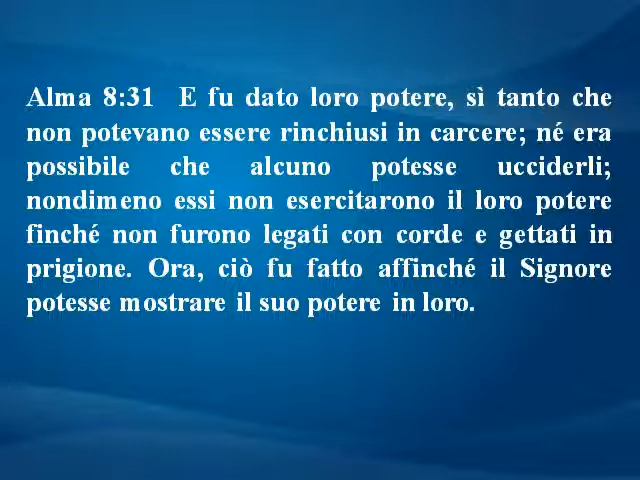 Alma 8:31 E fu dato loro potere, sì tanto che
non potevano essere rinchiusi in carcere; né era
possibile che alcuno potesse ucciderli;
nondimeno essi non esercitarono il loro potere
finché non furono legati con corde e gettati in
prigione. Ora, ciò fu fatto affinché il Signore
potesse mostrare il suo potere in loro.